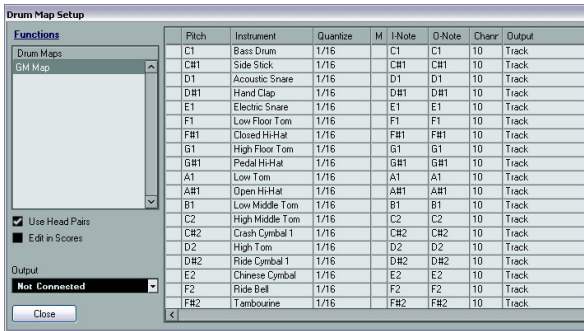 Drum Map Setup
Functions
Drum Maps
GM Map
Use Head Pairs
Edit in Scores
Output
Not Connected
Close
Pitch Instrument Quantize M I-Note O-Note Chanr Output
C1 Bass Drum 1/16 C1 C1 10 Track
C#1 Side Stick 1/16 C#1 C#1 10 Track
D1 Acoustic Snare 1/16 D1 D1 10 Track
D#1 Hand Clap 1/16 D#1 D#1 10 Track
E1 Electric Snare 1/16 E1 E1 10 Track
F1 Low Floor Tom 1/16 F1 F1 10 Track
F#1 Closed Hi-Hat 1/16 F#1 F#1 10 Track
G1 High Floor Tom 1/16 G1 G1 10 Track
G#1 Pedal Hi-Hat 1/16 G#1 G#1 10 Track
A1 Low Tom 1/16 A1 A1 10 Track
A#1 Open Hi-Hat 1/16 A#1 A#1 10 Track
B1 Low Middle Tom 1/16 B1 B1 10 Track
C2 High Middle Tom 1/16 C2 C2 10 Track
C#2 Crash Cymbal 1 1/16 C#2 C#2 10 Track
D2 High Tom 1/16 D2 D2 10 Track
D#2 Ride Cymbal 1 1/16 D#2 D#2 10 Track
E2 Chinese Cymbal 1/16 E2 E2 10 Track
F2 Ride Bell 1/16 F2 F2 10 Track
F#2 Tambourine 1/16 F#2 F#2 10 Track